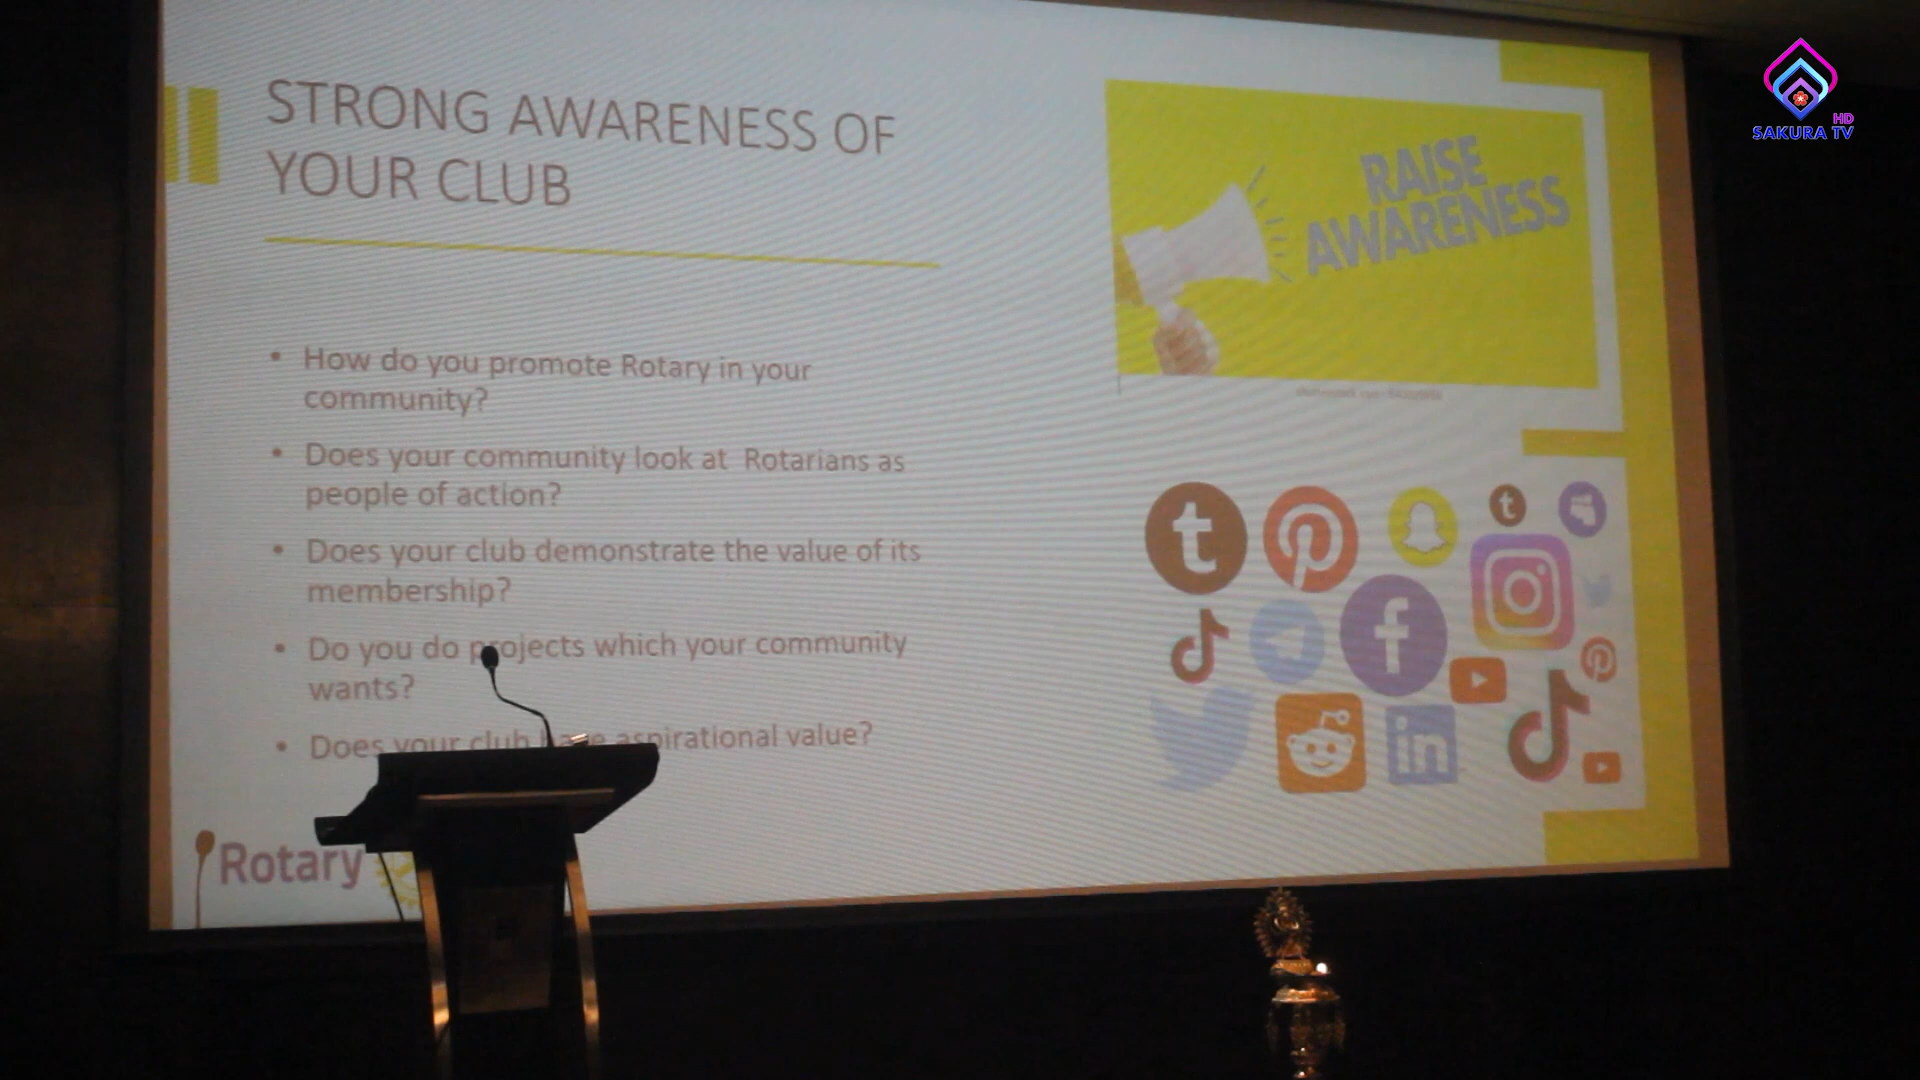 STRONG AWARENESS OF
YOUR CLUB
RAISE
AWARENESS
HD
SAKURA TV
• How do you promote Rotary in your
community?
• Does your community look at Rotarians as
people of action?
• Does your club demonstrate the value of its
membership?
• Do you do projects which your community
wants?
• Does your club have aspirational value?
Rotary